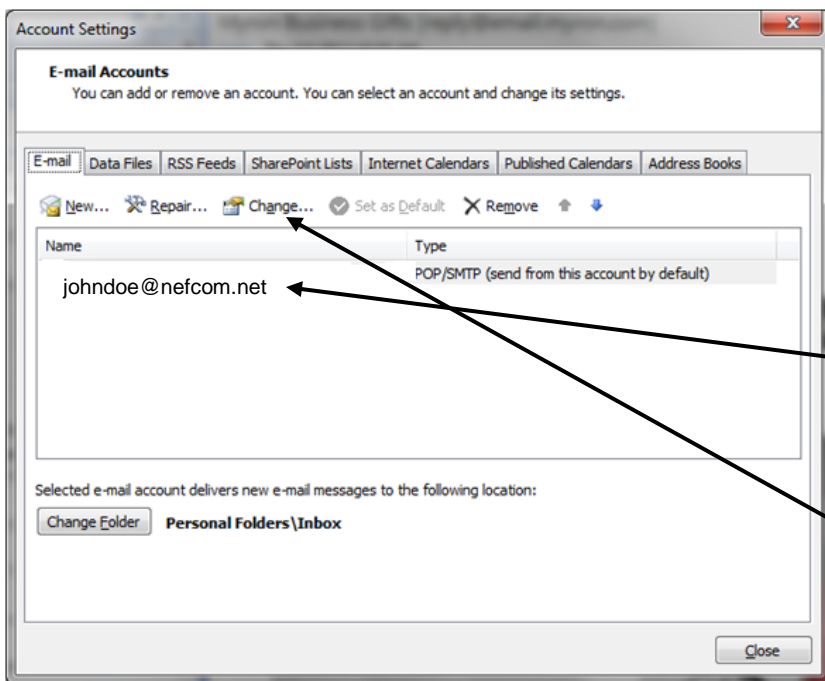 Account Settings
E-mail Accounts
You can add or remove an account. You can select an account and change its settings.
E-mail Data Files RSS Feeds SharePoint Lists Internet Calendars Published Calendars Address Books
New... Repair... Change... Set as Default Remove
Name Type
johndoe@nefcom.net POP/SMTP (send from this account by default)
Selected e-mail account delivers new e-mail messages to the following location:
Change Folder Personal Folders\Inbox
Close